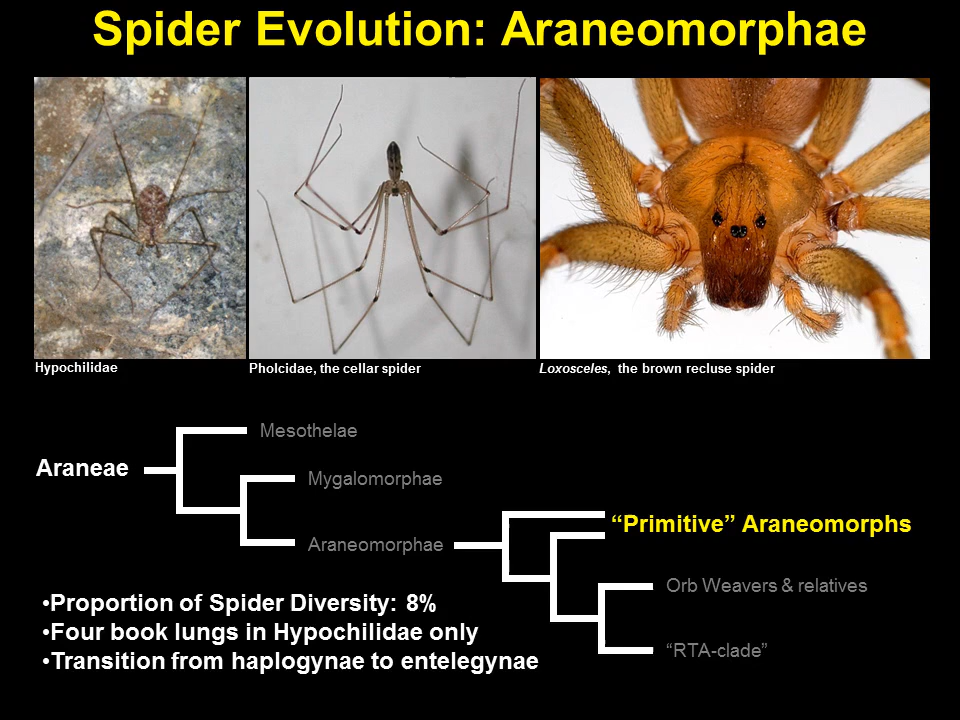 Spider Evolution: Araneomorphae
Hypochilidae
Pholcidae, the cellar spider
Loxosceles, the brown recluse spider
Mesothelae
Araneae
Mygalomorphae
“Primitive” Araneomorphs
Araneomorphae
Orb Weavers & relatives
•Proportion of Spider Diversity: 8%
•Four book lungs in Hypochilidae only
•Transition from haplogynae to entelegynae
“RTA-clade”